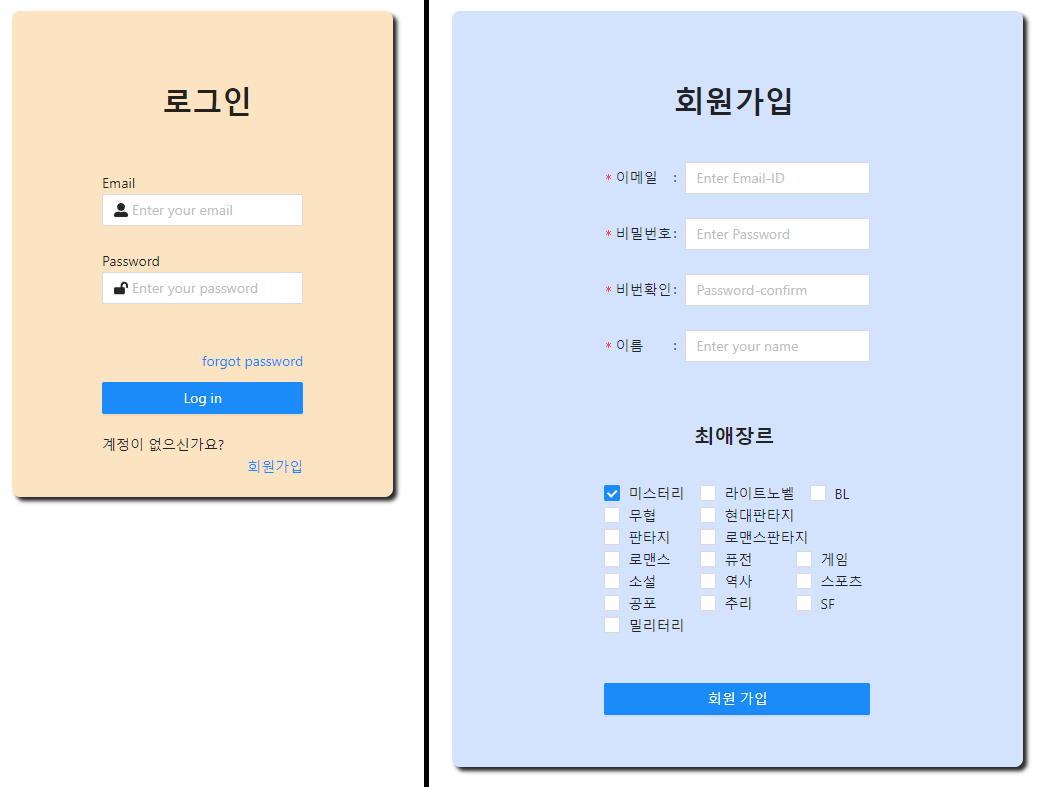 로그인
Email
Enter your email
Password
Enter your password
forgot password
Log in
계정이 없으신가요?
회원가입
회원가입
* 이메일 : Enter Email-ID
* 비밀번호 : Enter Password
* 비번확인 : Password-confirm
* 이름 : Enter your name
최애장르
미스터리 라이트노벨 BL
무협 현대판타지
판타지 로맨스판타지
로맨스 퓨전 게임
소설 역사 스포츠
공포 추리 SF
밀리터리
회원 가입